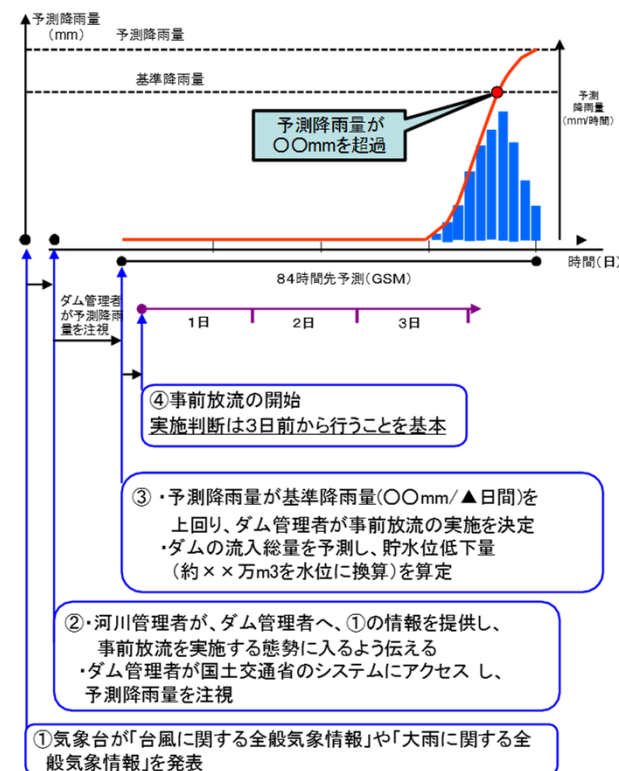 予測降雨量
(mm)
予測降雨量
基準降雨量
予測
降雨量
(mm/時間)
予測降雨量が
〇〇mmを超過
時間(日)
84時間先予測(GSM)
ダム管理者
が予測降雨
量を注視
1日
2日
3日
④事前放流の開始
実施判断は３日前から行うことを基本
③ ・予測降雨量が基準降雨量(〇〇mm/▲日間)を
上回り、ダム管理者が事前放流の実施を決定
・ダムの流入総量を予測し、貯水位低下量
(約××万m3を水位に換算)を算定
②・河川管理者が、ダム管理者へ、①の情報を提供し、
事前放流を実施する態勢に入るよう伝える
・ダム管理者が国土交通省のシステムにアクセス し、
予測降雨量を注視
①気象台が「台風に関する全般気象情報」や「大雨に関する全
般気象情報」を発表